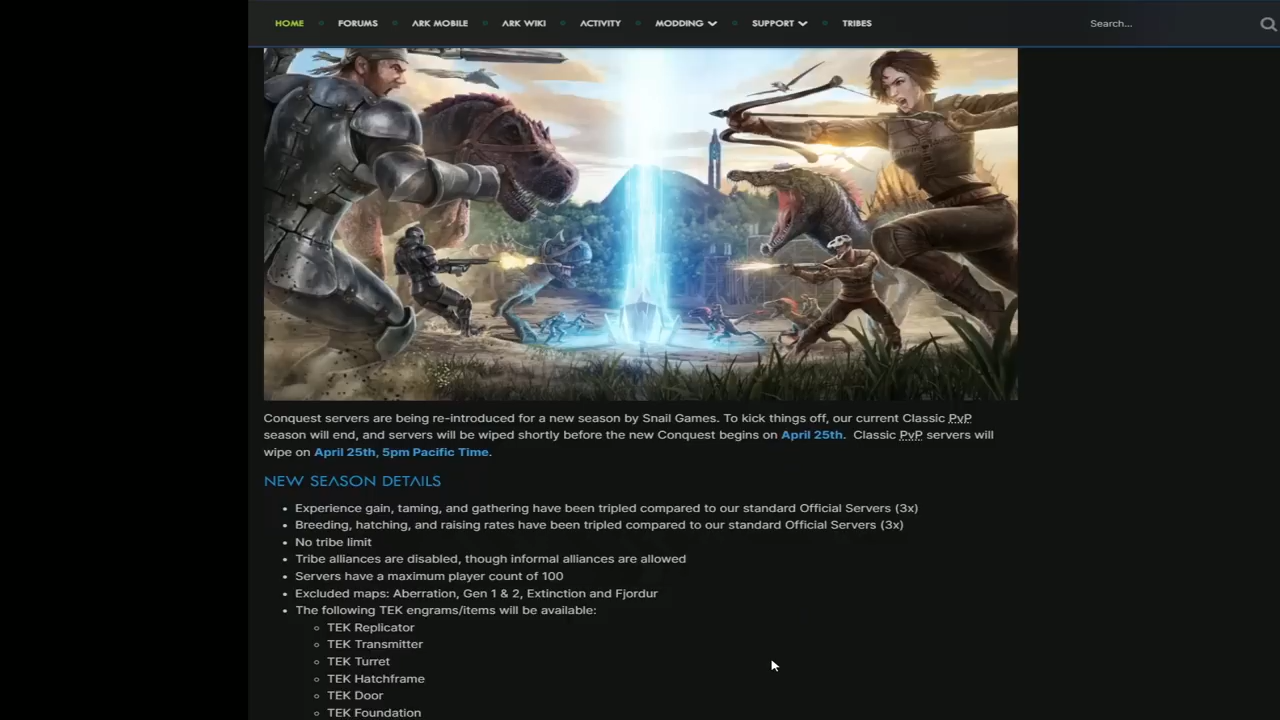 HOME FORUMS ARK MOBILE ARK WIKI ACTIVITY MODDING SUPPORT TRIBES Search...
Conquest servers are being re-introduced for a new season by Snail Games. To kick things off, our current Classic PvP
season will end, and servers will be wiped shortly before the new Conquest begins on April 25th. Classic PvP servers will
wipe on April 25th, 5pm Pacific Time.
NEW SEASON DETAILS
Experience gain, taming, and gathering have been tripled compared to our standard Official Servers (3x)
Breeding, hatching, and raising rates have been tripled compared to our standard Official Servers (3x)
No tribe limit
Tribe alliances are disabled, though informal alliances are allowed
Servers have a maximum player count of 100
Excluded maps: Aberration, Gen 1 & 2, Extinction and Fjordur
The following TEK engrams/items will be available:
TEK Replicator
TEK Transmitter
TEK Turret
TEK Hatchframe
TEK Door
TEK Foundation